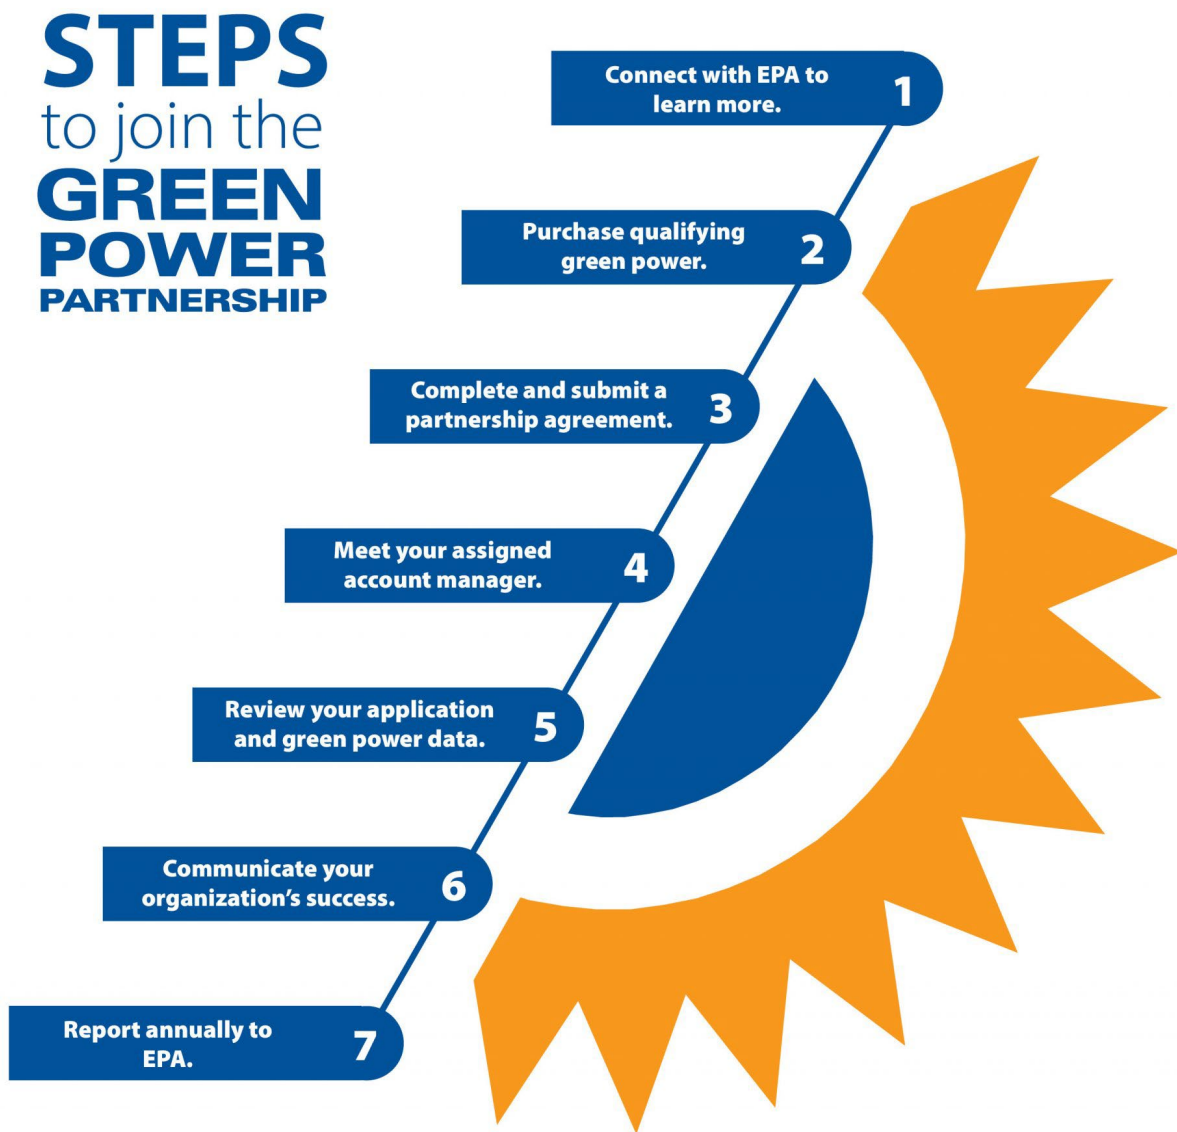 STEPS
to join the
GREEN
POWER
PARTNERSHIP
Connect with EPA to
learn more.
1
Purchase qualifying
green power.
2
Complete and submit a
partnership agreement.
3
Meet your assigned
account manager.
4
Review your application
and green power data.
5
Communicate your
organization’s success.
6
Report annually to
EPA.
7